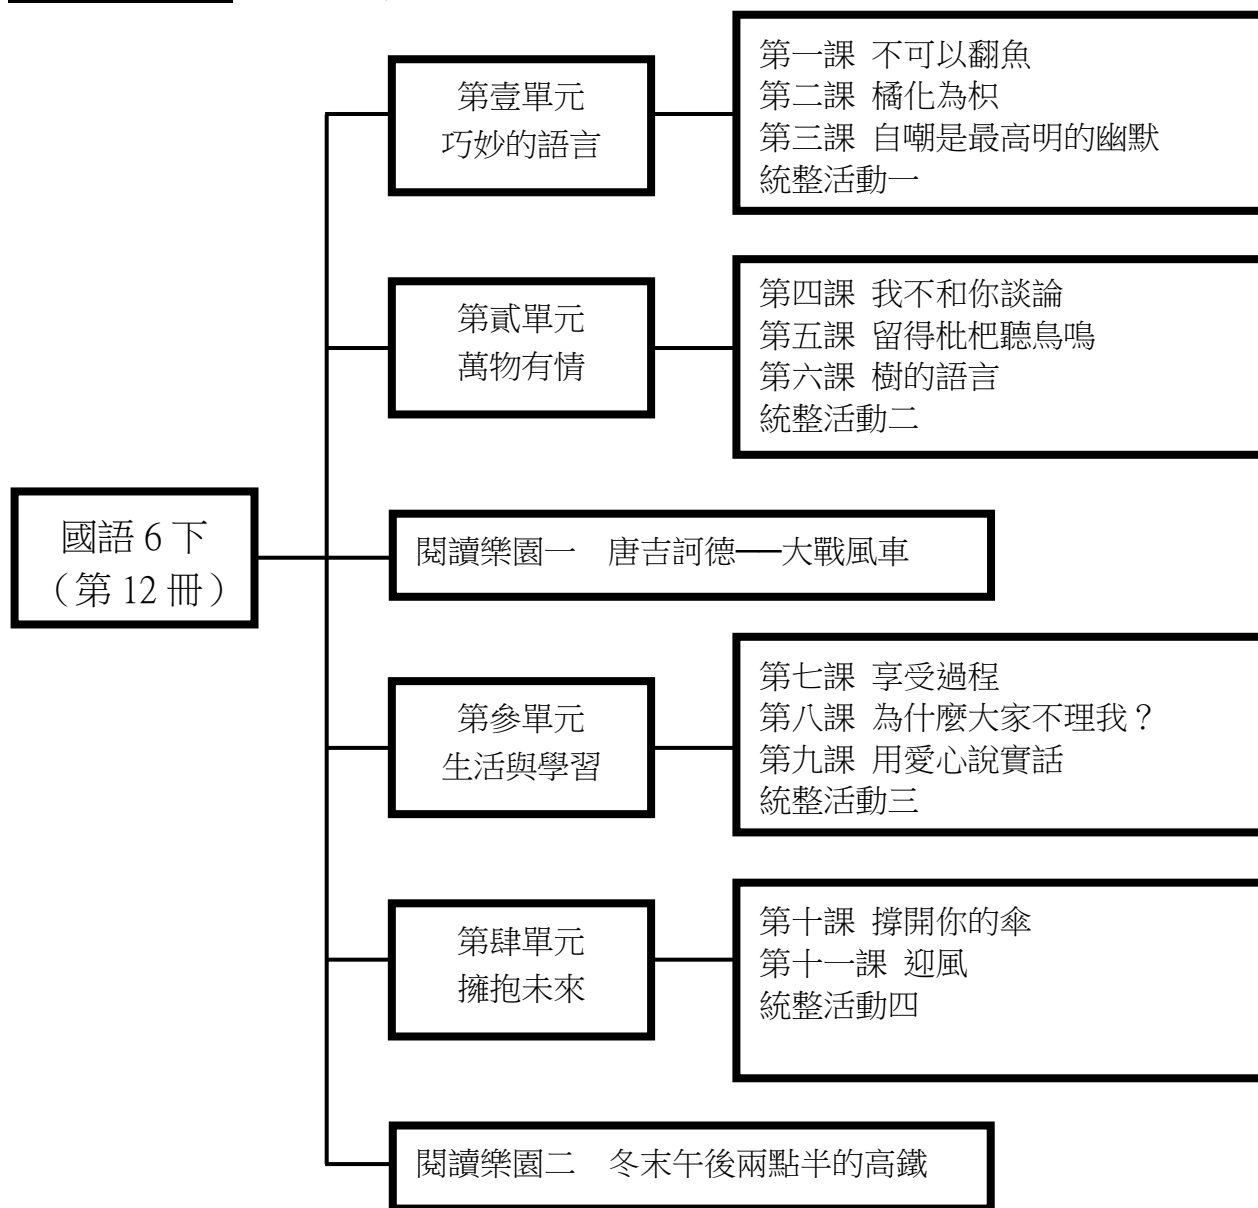 國語 6 下
（第 12 冊）
第壹單元
巧妙的語言
第一課 不可以翻魚
第二課 橘化為枳
第三課 自嘲是最高明的幽默
統整活動一
第貳單元
萬物有情
第四課 我不和你談論
第五課 留得枇杷聽鳥鳴
第六課 樹的語言
統整活動二
閱讀樂園一　唐吉訶德──大戰風車
第參單元
生活與學習
第七課 享受過程
第八課 為什麼大家不理我？
第九課 用愛心說實話
統整活動三
第肆單元
擁抱未來
第十課 撐開你的傘
第十一課 迎風
統整活動四
閱讀樂園二　冬末午後兩點半的高鐵